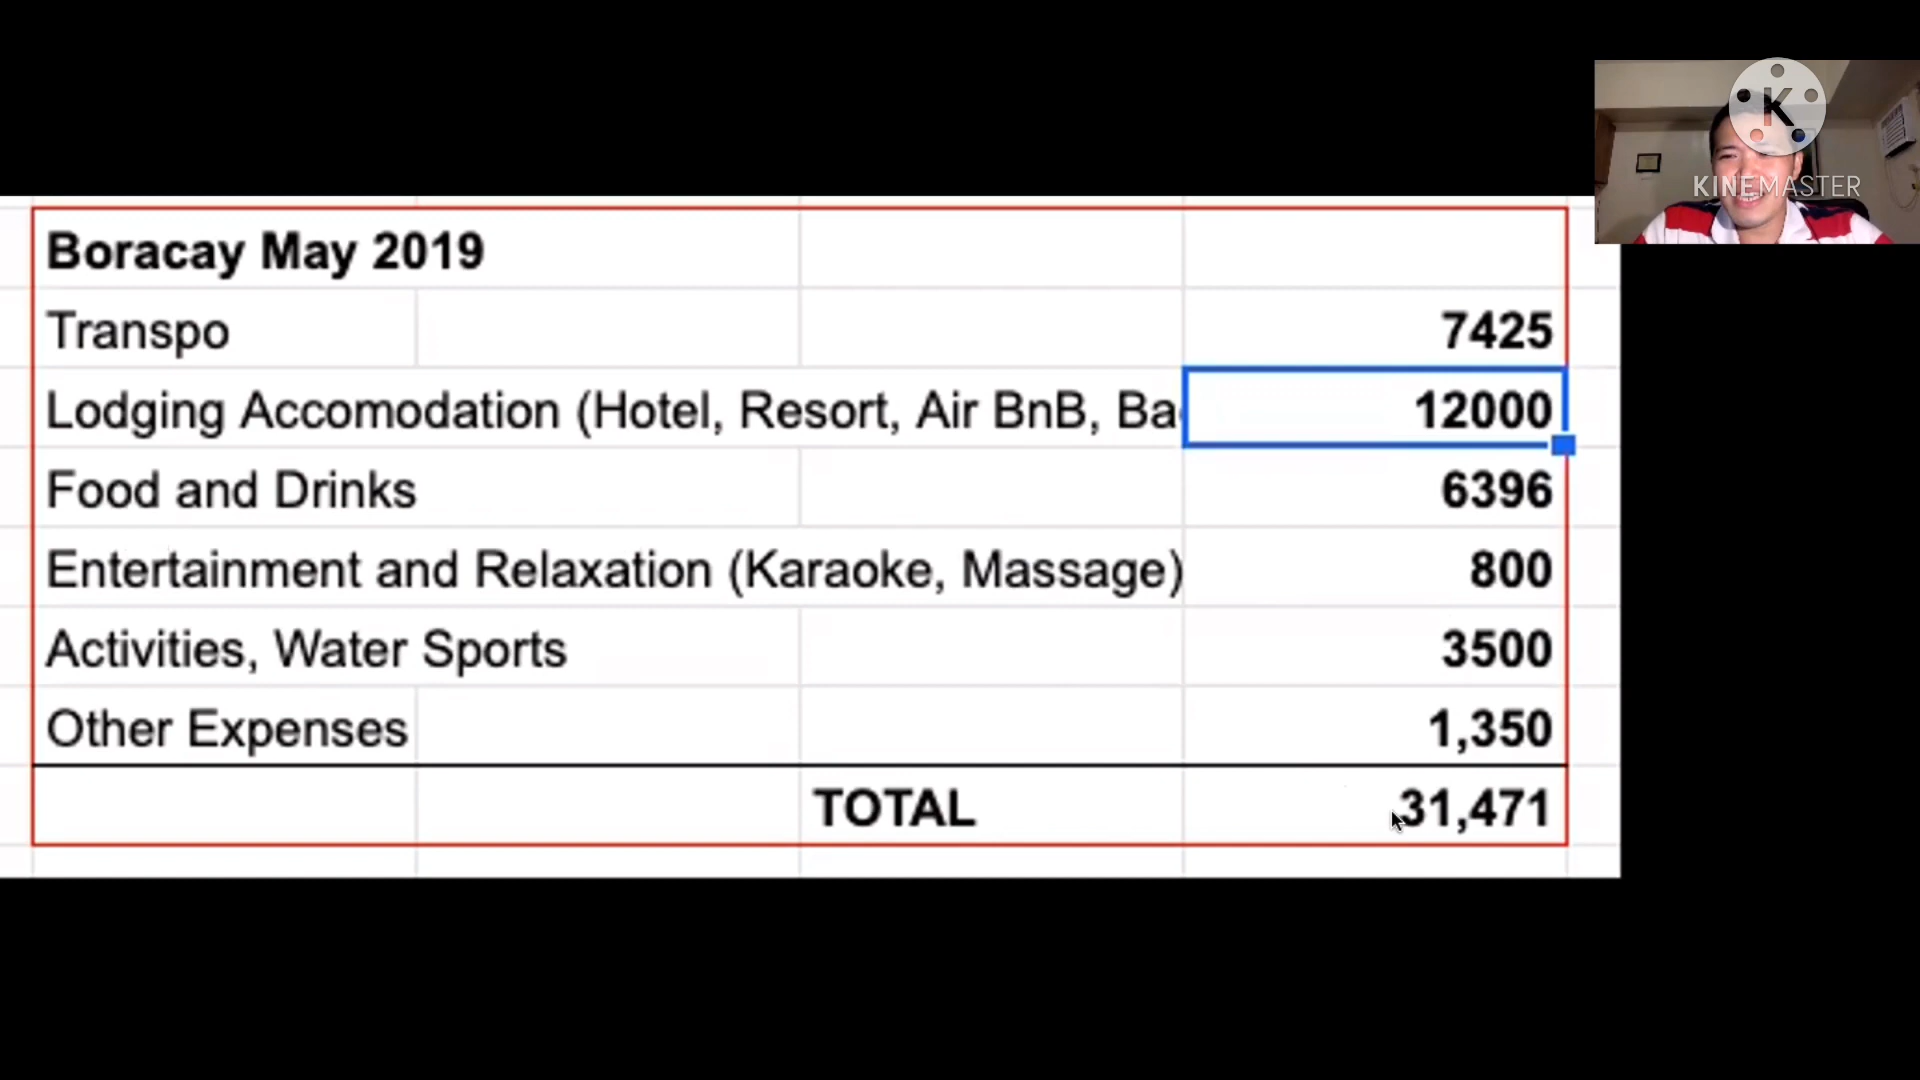 K
KINEMASTER
Boracay May 2019
Transpo 7425
Lodging Accomodation (Hotel, Resort, Air BnB, Ba 12000
Food and Drinks 6396
Entertainment and Relaxation (Karaoke, Massage) 800
Activities, Water Sports 3500
Other Expenses 1,350
TOTAL 31,471